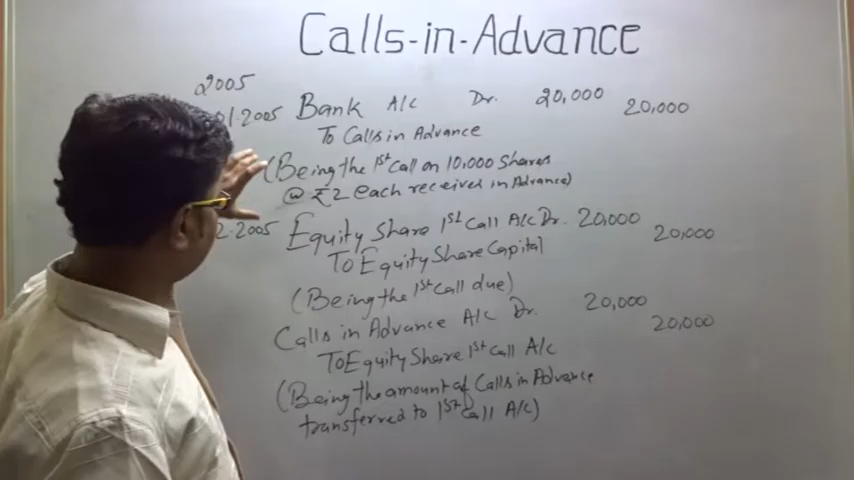 Calls-in-Advance
2005
01.2005 Bank A/c Dr. 20,000
20,000
To Calls in Advance
(Being the 1st Call on 10,000 Shares
@ ₹2 each received in Advance)
2.2005 Equity Share 1st Call A/c Dr. 20,000
20,000
To Equity Share Capital
(Being the 1st Call due)
Calls in Advance A/c Dr. 20,000
20,000
To Equity Share 1st Call A/c
(Being the amount of Calls in Advance
transferred to 1st Call A/c)